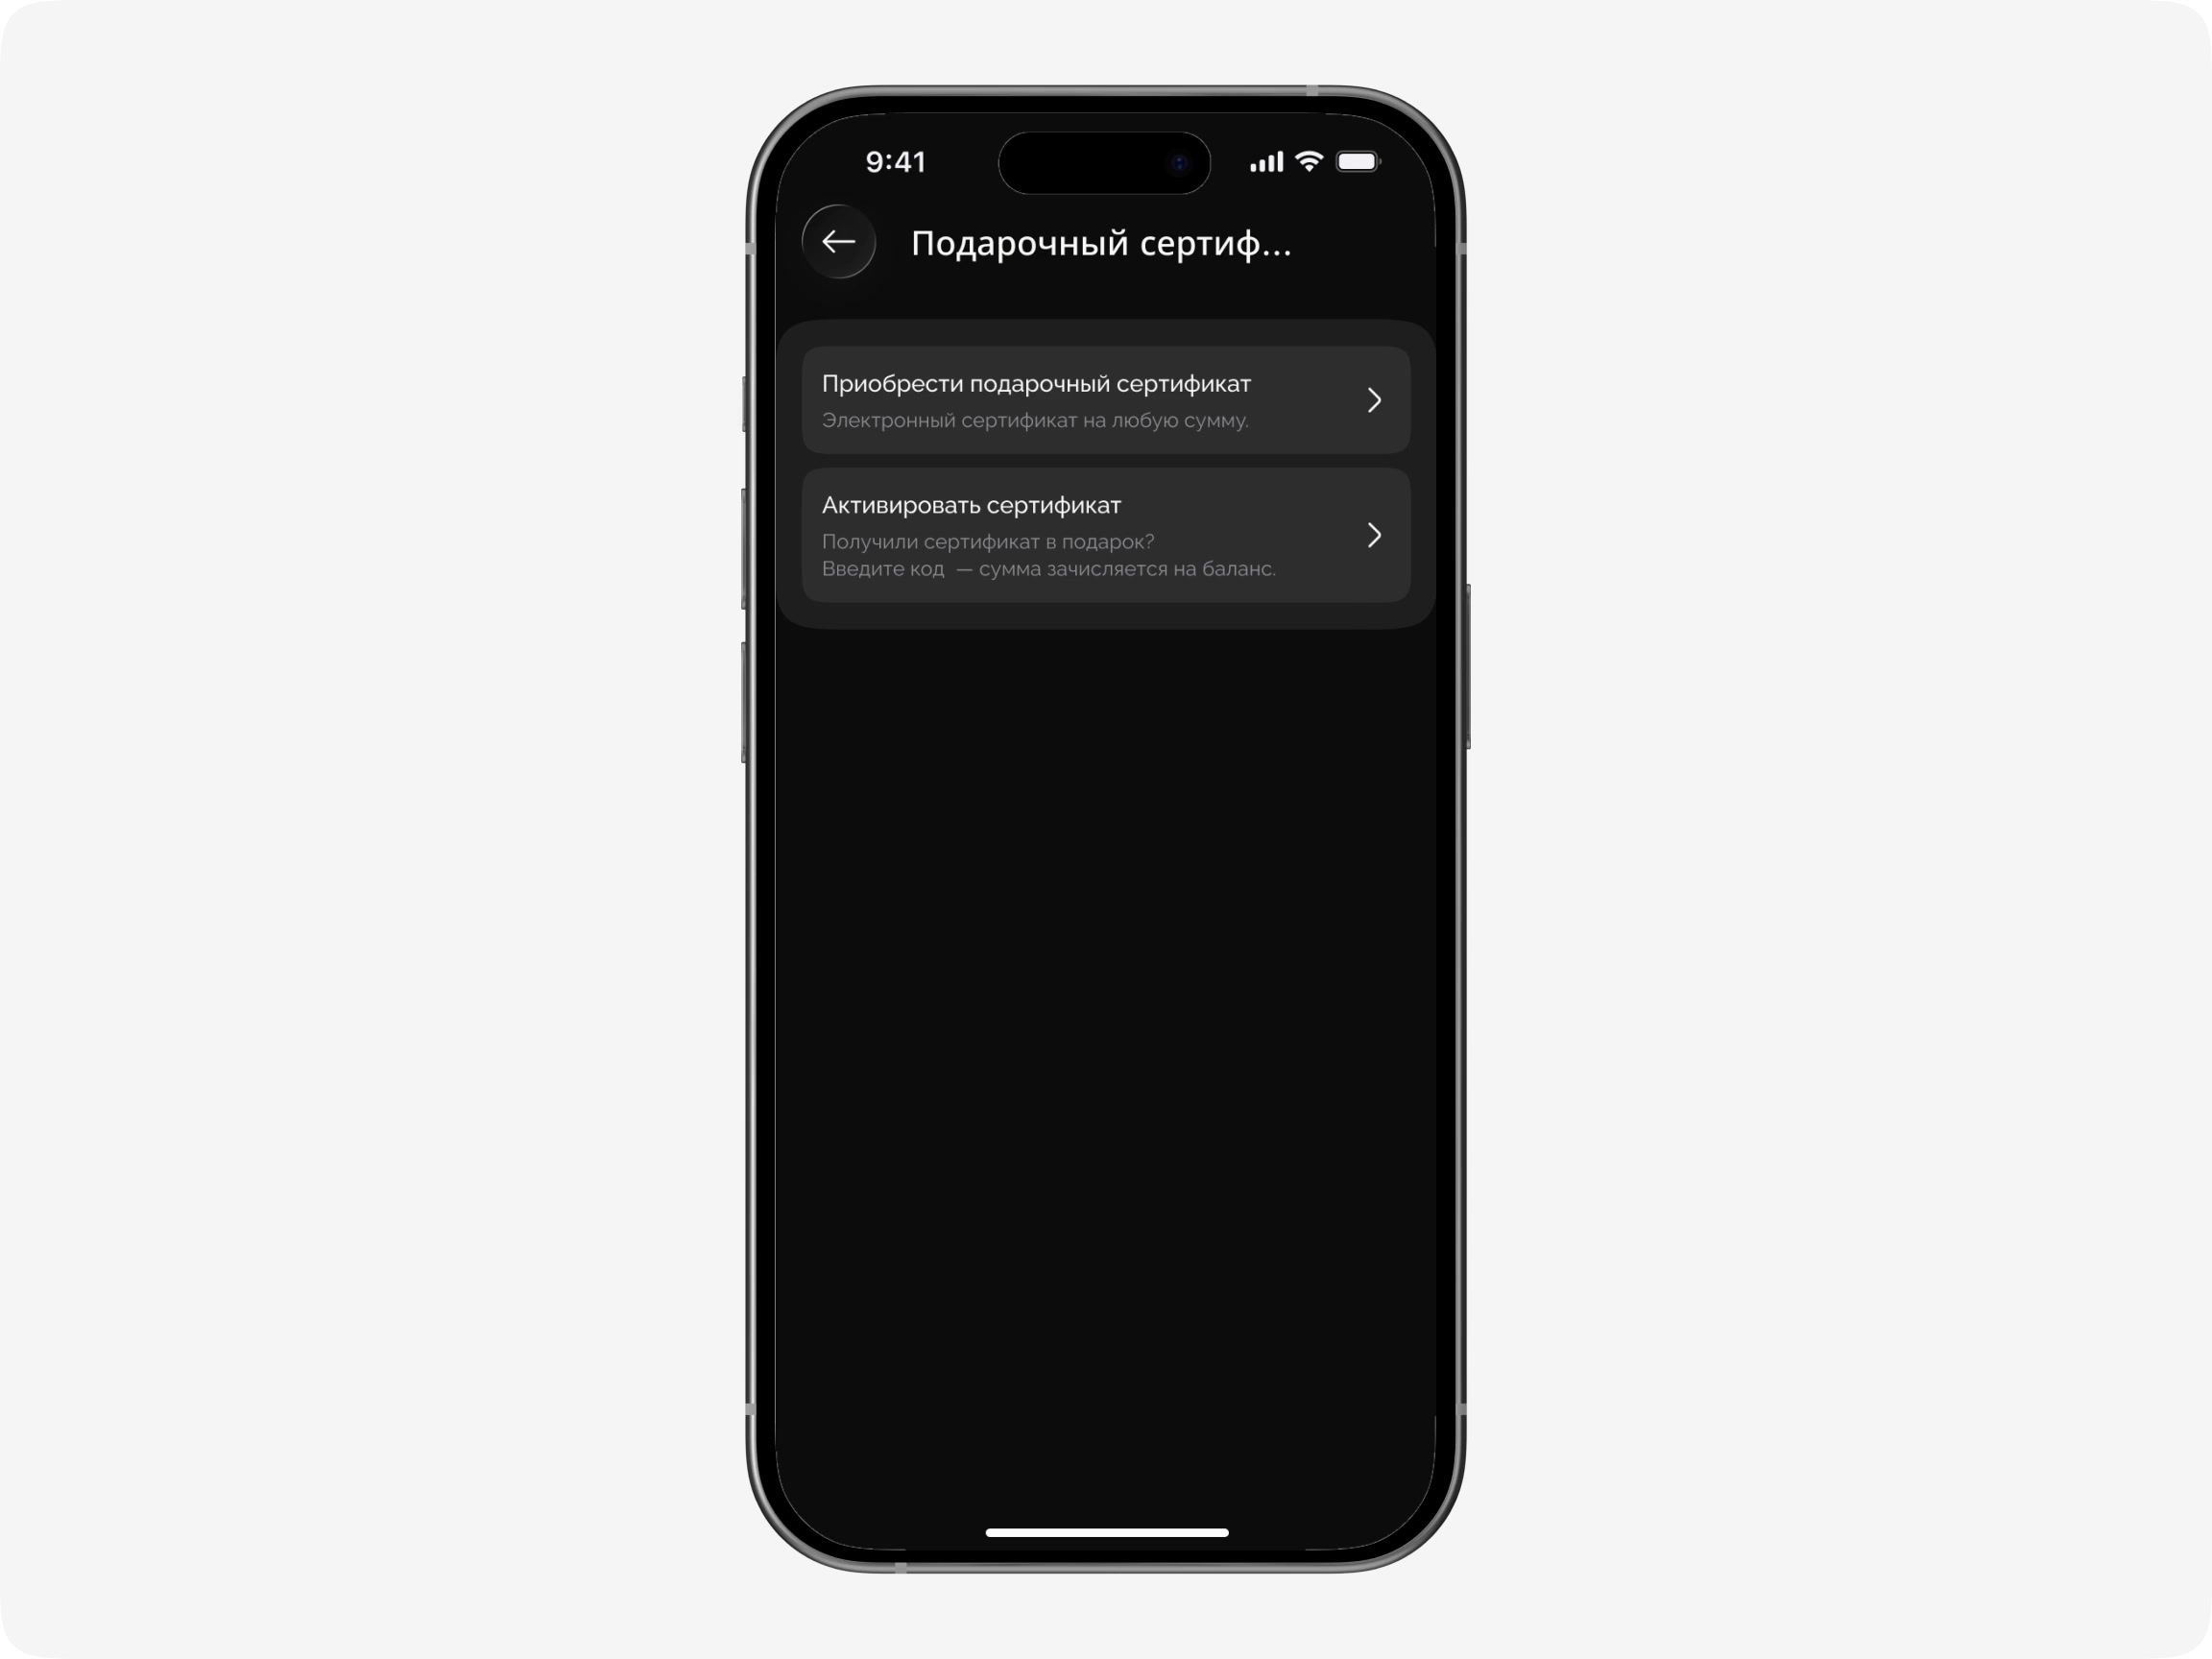 9:41
Подарочный сертиф...
Приобрести подарочный сертификат
Электронный сертификат на любую сумму.
Активировать сертификат
Получили сертификат в подарок?
Введите код  — сумма зачисляется на баланс.